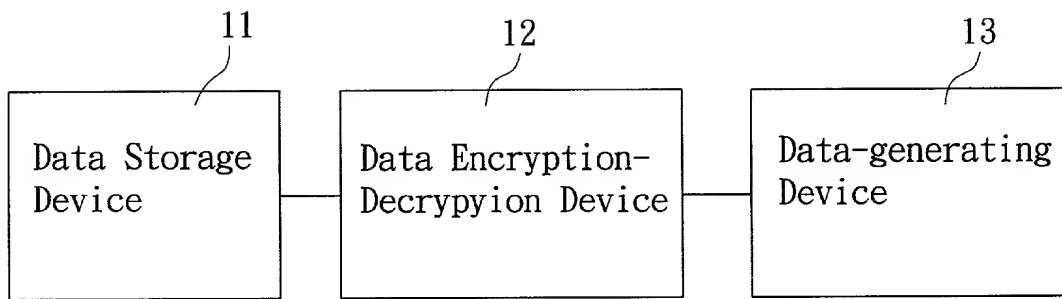 11
12
13
Data Storage
Device
Data Encryption-
Decrypyion Device
Data-generating
Device